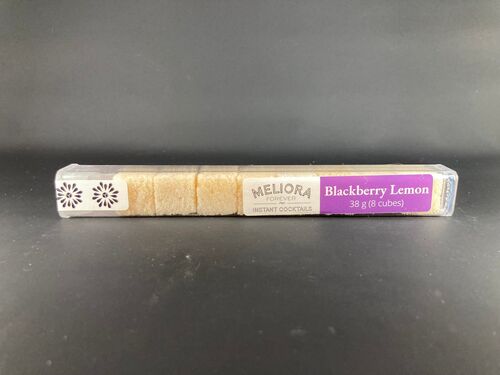 MELIORA
FOREVER
INSTANT COCKTAILS
Blackberry Lemon
38 g (8 cubes)